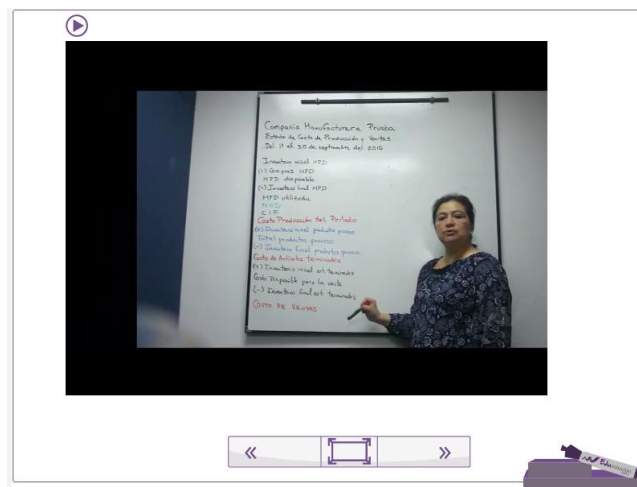 Compañia Manufacturera Prueba
Estado de Costo de Producción y Ventas
Del 1º al 30 de septiembre del 2015
Inventario inicial MPD
(+) Compras MPD
MPD disponible
(-) Inventario final MPD
MPD utilizada
MOD
CIF
Costo Producción del Periodo
(+) Inventario inicial producto proceso
Total productos proceso
(-) Inventario final productos proceso
Costo de Artículos terminados
(+) Inventario inicial art. terminados
Costo Disponible para la venta
(-) Inventario final art. terminados
COSTO DE VENTAS